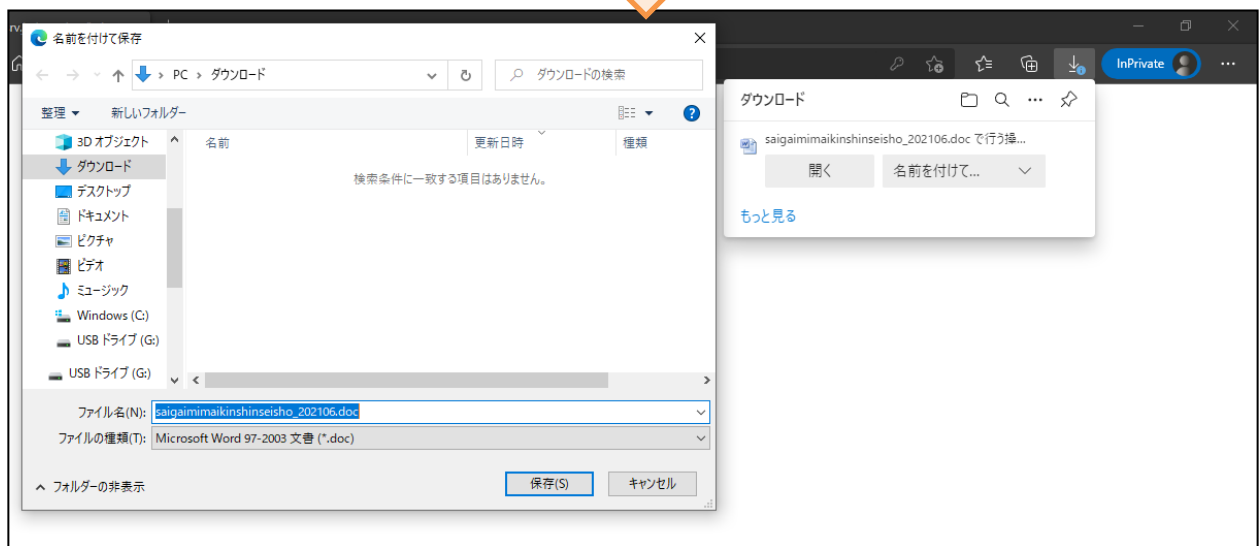 rv.
名前を付けて保存
PC › ダウンロード
ダウンロードの検索
整理
新しいフォルダー
3D オブジェクト
ダウンロード
デスクトップ
ドキュメント
ピクチャ
ビデオ
ミュージック
Windows (C:)
USB ドライブ (G:)
USB ドライブ (G:)
名前
更新日時
種類
検索条件に一致する項目はありません。
ファイル名(N):
saigaimimaikinshinseisho_202106.doc
ファイルの種類(T):
Microsoft Word 97-2003 文書 (*.doc)
フォルダーの非表示
保存(S)
キャンセル
InPrivate
ダウンロード
saigaimimaikinshinseisho_202106.doc で行う操...
開く
名前を付けて...
もっと見る